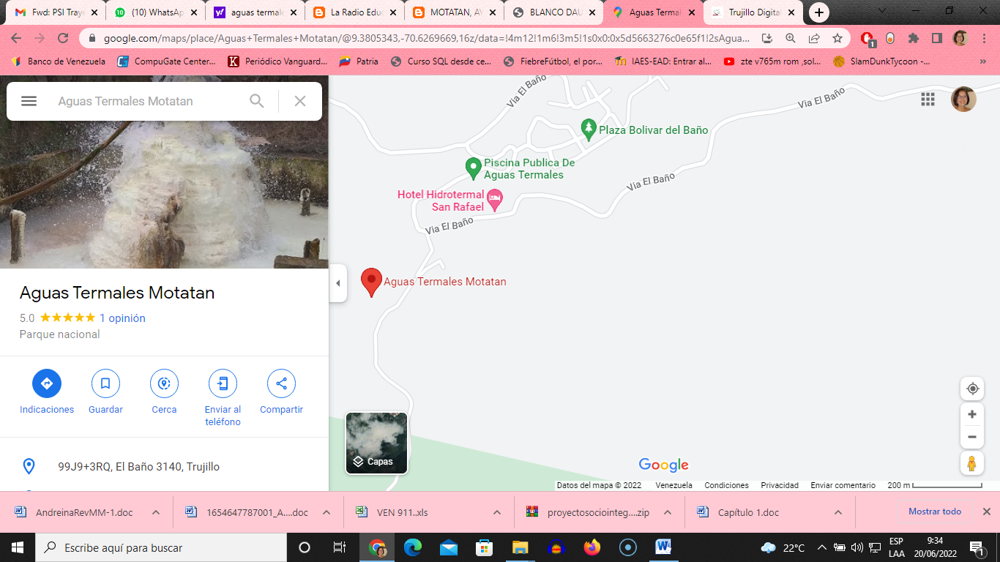 Fwd: PSI Traye
(10) WhatsAp
aguas termale
La Radio Edu
MOTATAN, AY
BLANCO DAU
Aguas Termal
Trujillo Digital
google.com/maps/place/Aguas+Termales+Motatan/@9.3805343,-70.6269669,16z/data=!4m12!1m6!3m5!1s0x0:0x5d5663276c0e65f1!2sAgua...
1
Banco de Venezuela
CompuGate Center...
Periódico Vanguard...
Patria
Curso SQL desde ce...
FiebreFútbol, el por...
IAES-EAD: Entrar al...
zte v765m rom ,sol...
SlamDunkTycoon -...
»
Aguas Termales Motatan
Aguas Termales Motatan
5.0 ★★★★★ 1 opinión
Parque nacional
Indicaciones
Guardar
Cerca
Enviar al
teléfono
Compartir
99J9+3RQ, El Baño 3140, Trujillo
Via El Baño
Via El Baño
Plaza Bolivar del Baño
Piscina Publica De
Aguas Termales
Via El Baño
Hotel Hidrotermal
San Rafael
Via El Baño
Aguas Termales Motatan
Capas
Google
Datos del mapa © 2022
Venezuela
Condiciones
Privacidad
Enviar comentario
200 m
AndreinaRevMM-1.doc
1654647787001_A....doc
VEN 911..xls
proyectosociointeg....zip
Capítulo 1.doc
Mostrar todo
Escribe aquí para buscar
22°C
ESP
LAA
9:34
20/06/2022
1